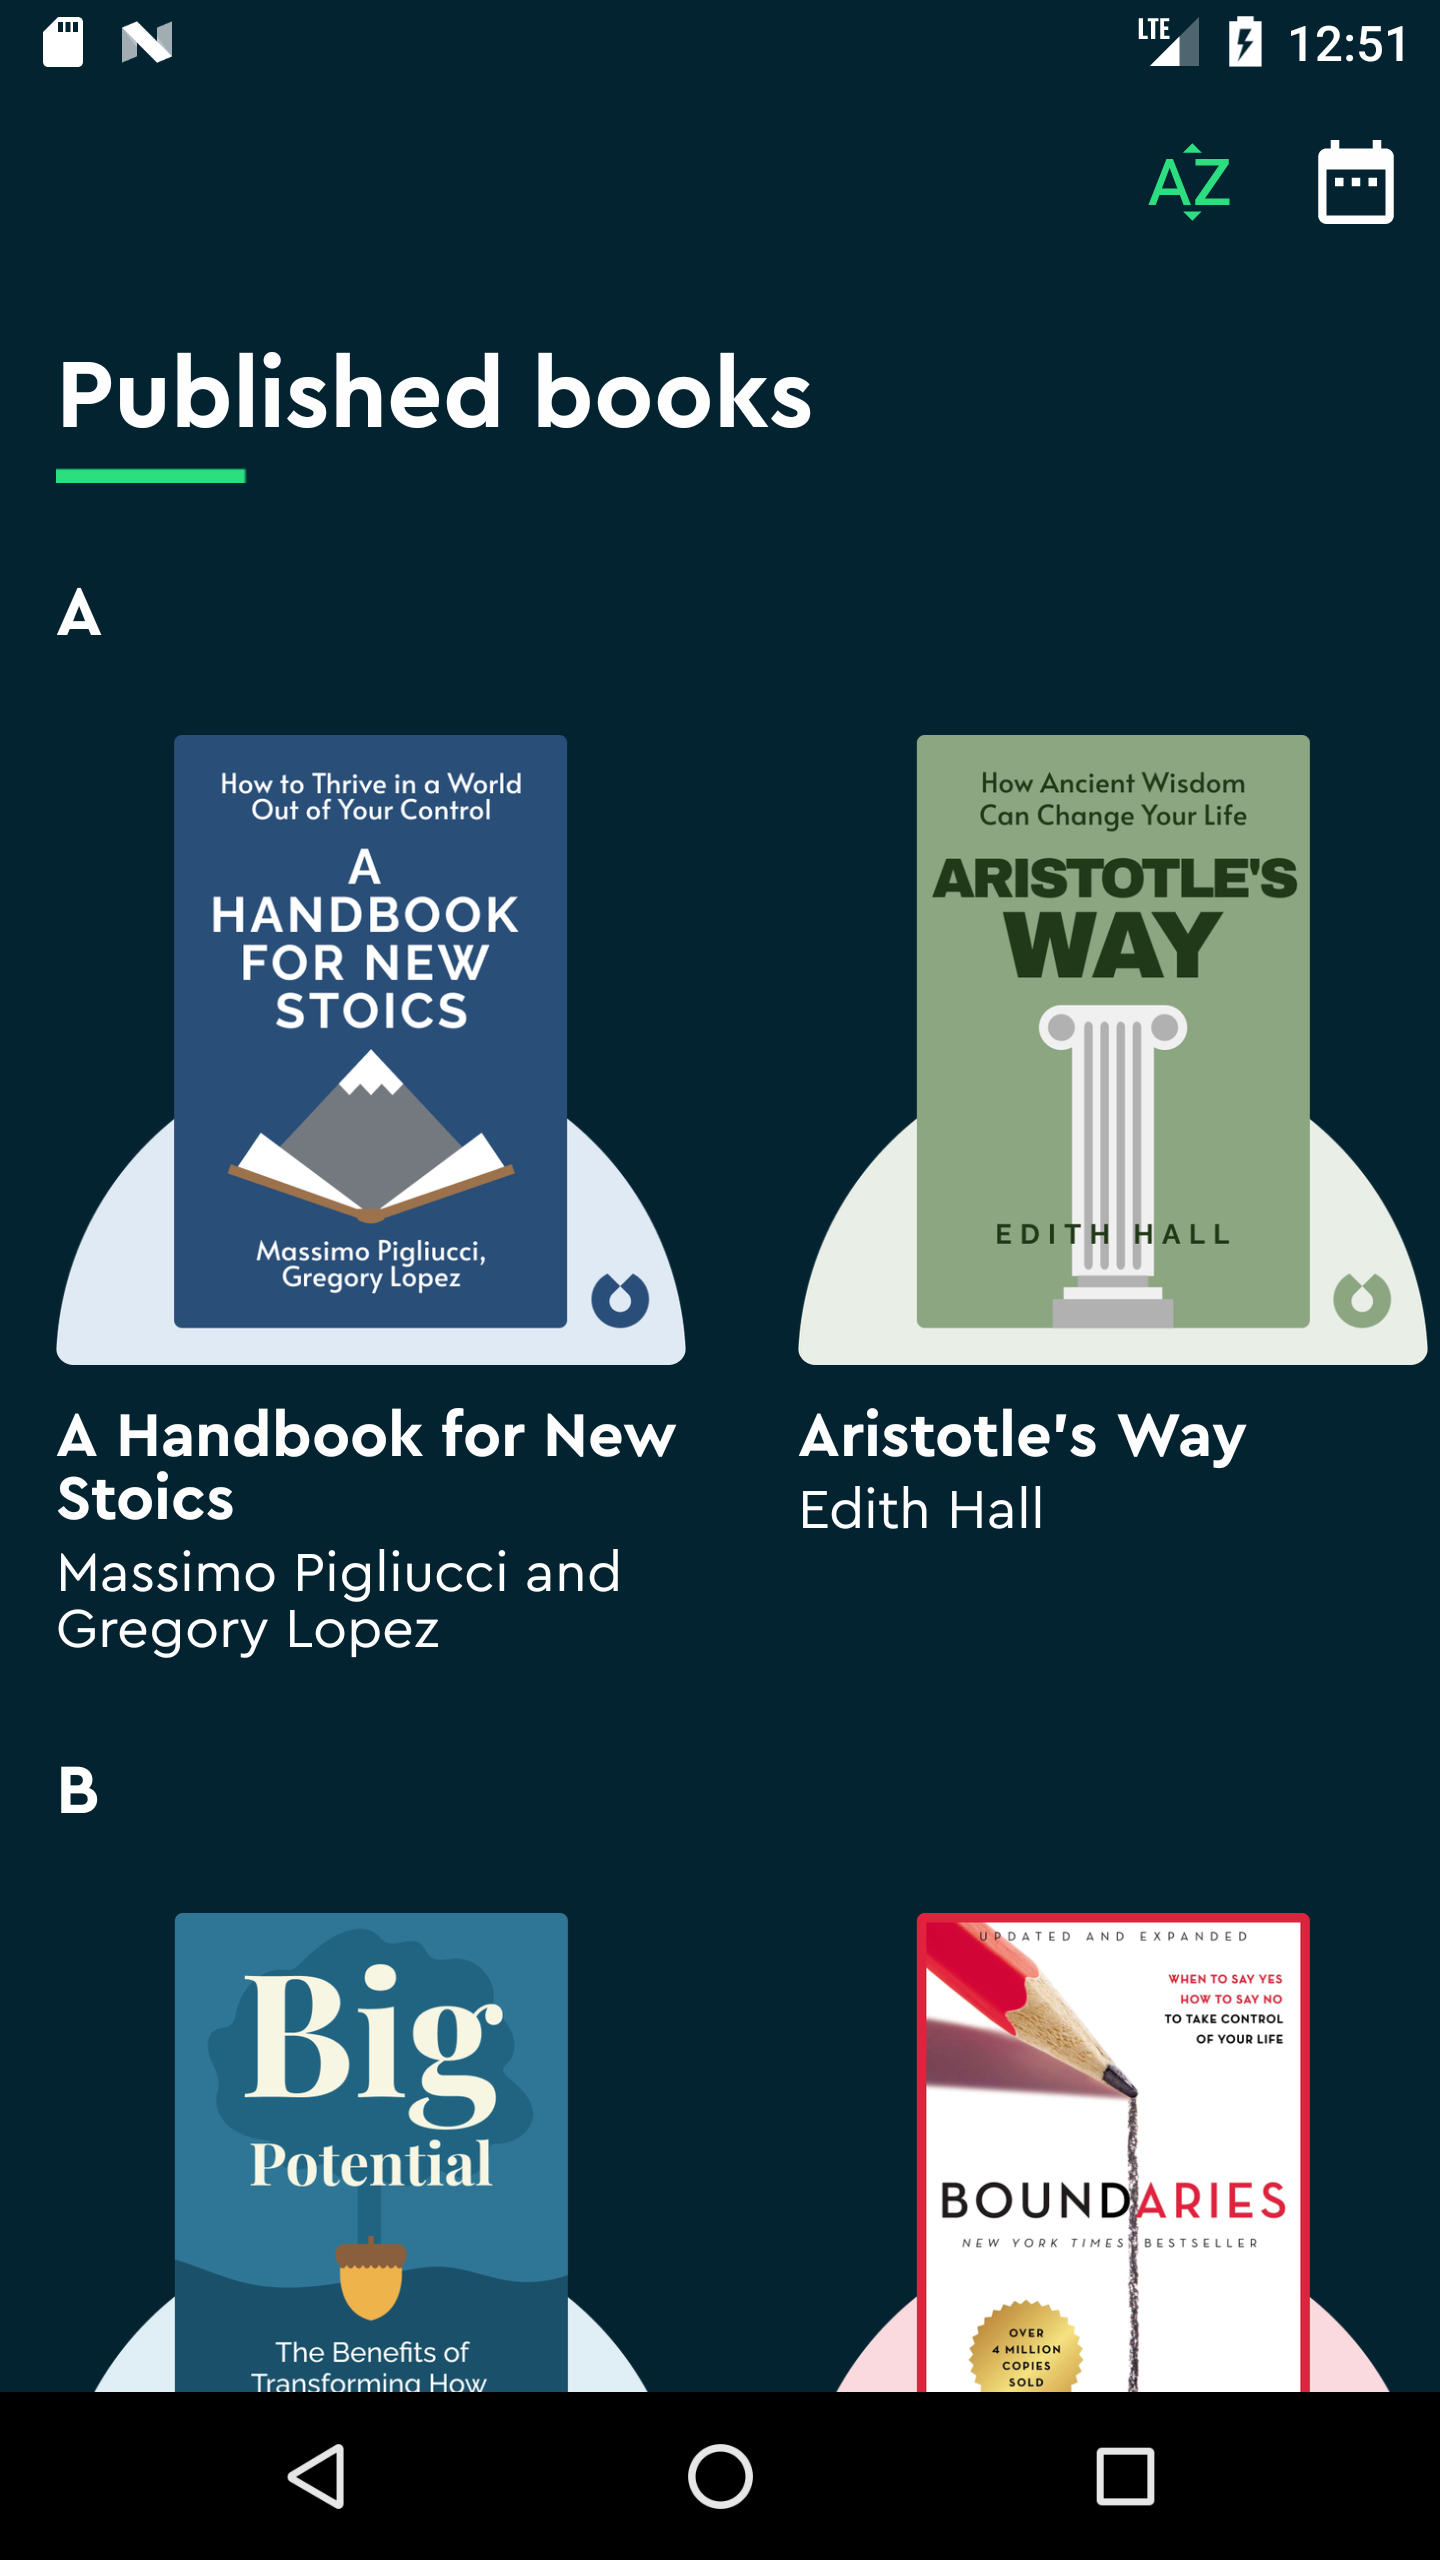 LTE 12:51
AZ
Published books
A
How to Thrive in a World
Out of Your Control
A
HANDBOOK
FOR NEW
STOICS
Massimo Pigliucci,
Gregory Lopez
How Ancient Wisdom
Can Change Your Life
ARISTOTLE'S
WAY
EDITH HALL
A Handbook for New
Stoics
Massimo Pigliucci and
Gregory Lopez
Aristotle's Way
Edith Hall
B
Big
Potential
The Benefits of
Transforming How
UPDATED AND EXPANDED
WHEN TO SAY YES
HOW TO SAY NO
TO TAKE CONTROL
OF YOUR LIFE
BOUNDARIES
NEW YORK TIMES BESTSELLER
OVER
4 MILLION
COPIES
SOLD